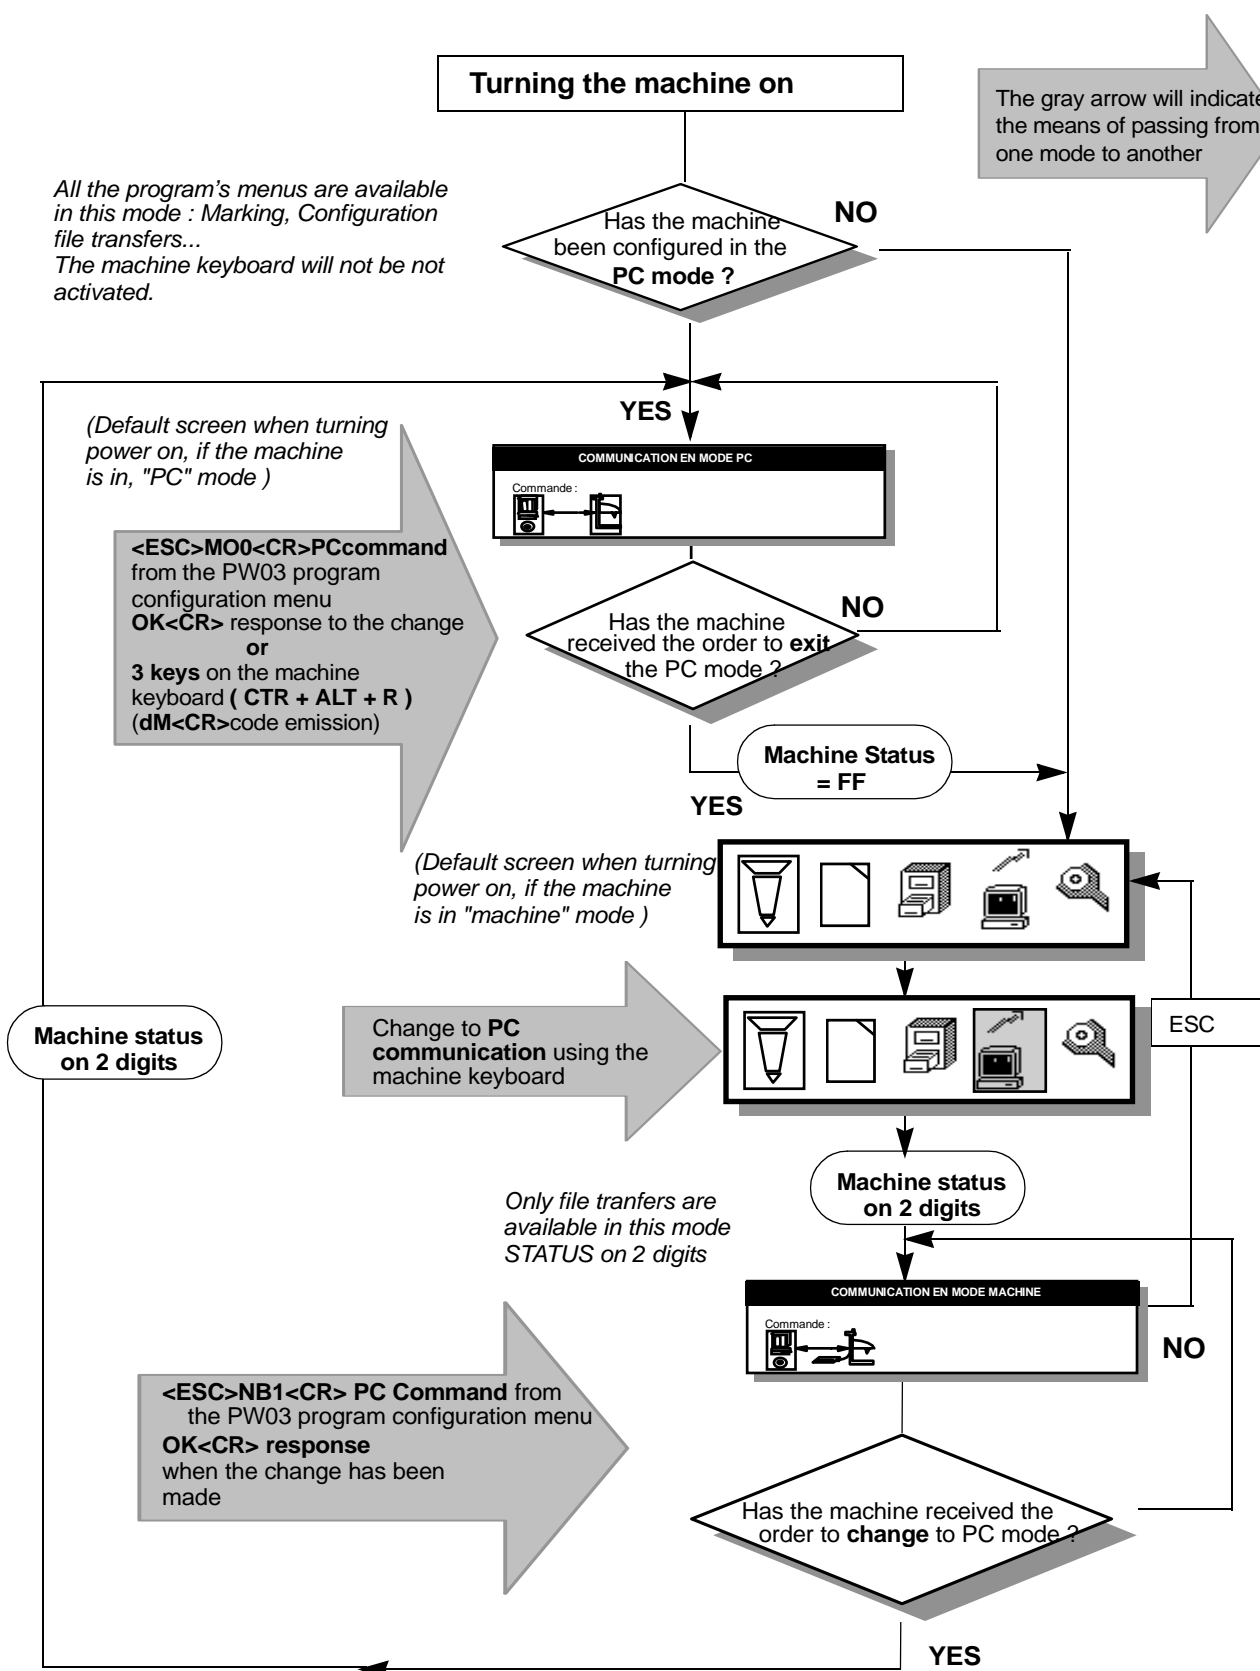 Turning the machine on
The gray arrow will indicate
the means of passing from
one mode to another
All the program's menus are available
in this mode : Marking, Configuration
file transfers...
The machine keyboard will not be not
activated.
Has the machine
been configured in the
PC mode ?
NO
YES
(Default screen when turning
power on, if the machine
is in, "PC" mode )
COMMUNICATION EN MODE PC
Commande :
<ESC>MO0<CR>PCcommand
from the PW03 program
configuration menu
OK<CR> response to the change
or
3 keys on the machine
keyboard ( CTR + ALT + R )
(dM<CR>code emission)
Has the machine
received the order to exit
the PC mode ?
NO
Machine Status
= FF
YES
(Default screen when turning
power on, if the machine
is in "machine" mode )
Machine status
on 2 digits
Change to PC
communication using the
machine keyboard
ESC
Machine status
on 2 digits
Only file tranfers are
available in this mode
STATUS on 2 digits
COMMUNICATION EN MODE MACHINE
Commande :
NO
<ESC>NB1<CR> PC Command from
the PW03 program configuration menu
OK<CR> response
when the change has been
made
Has the machine received the
order to change to PC mode ?
YES